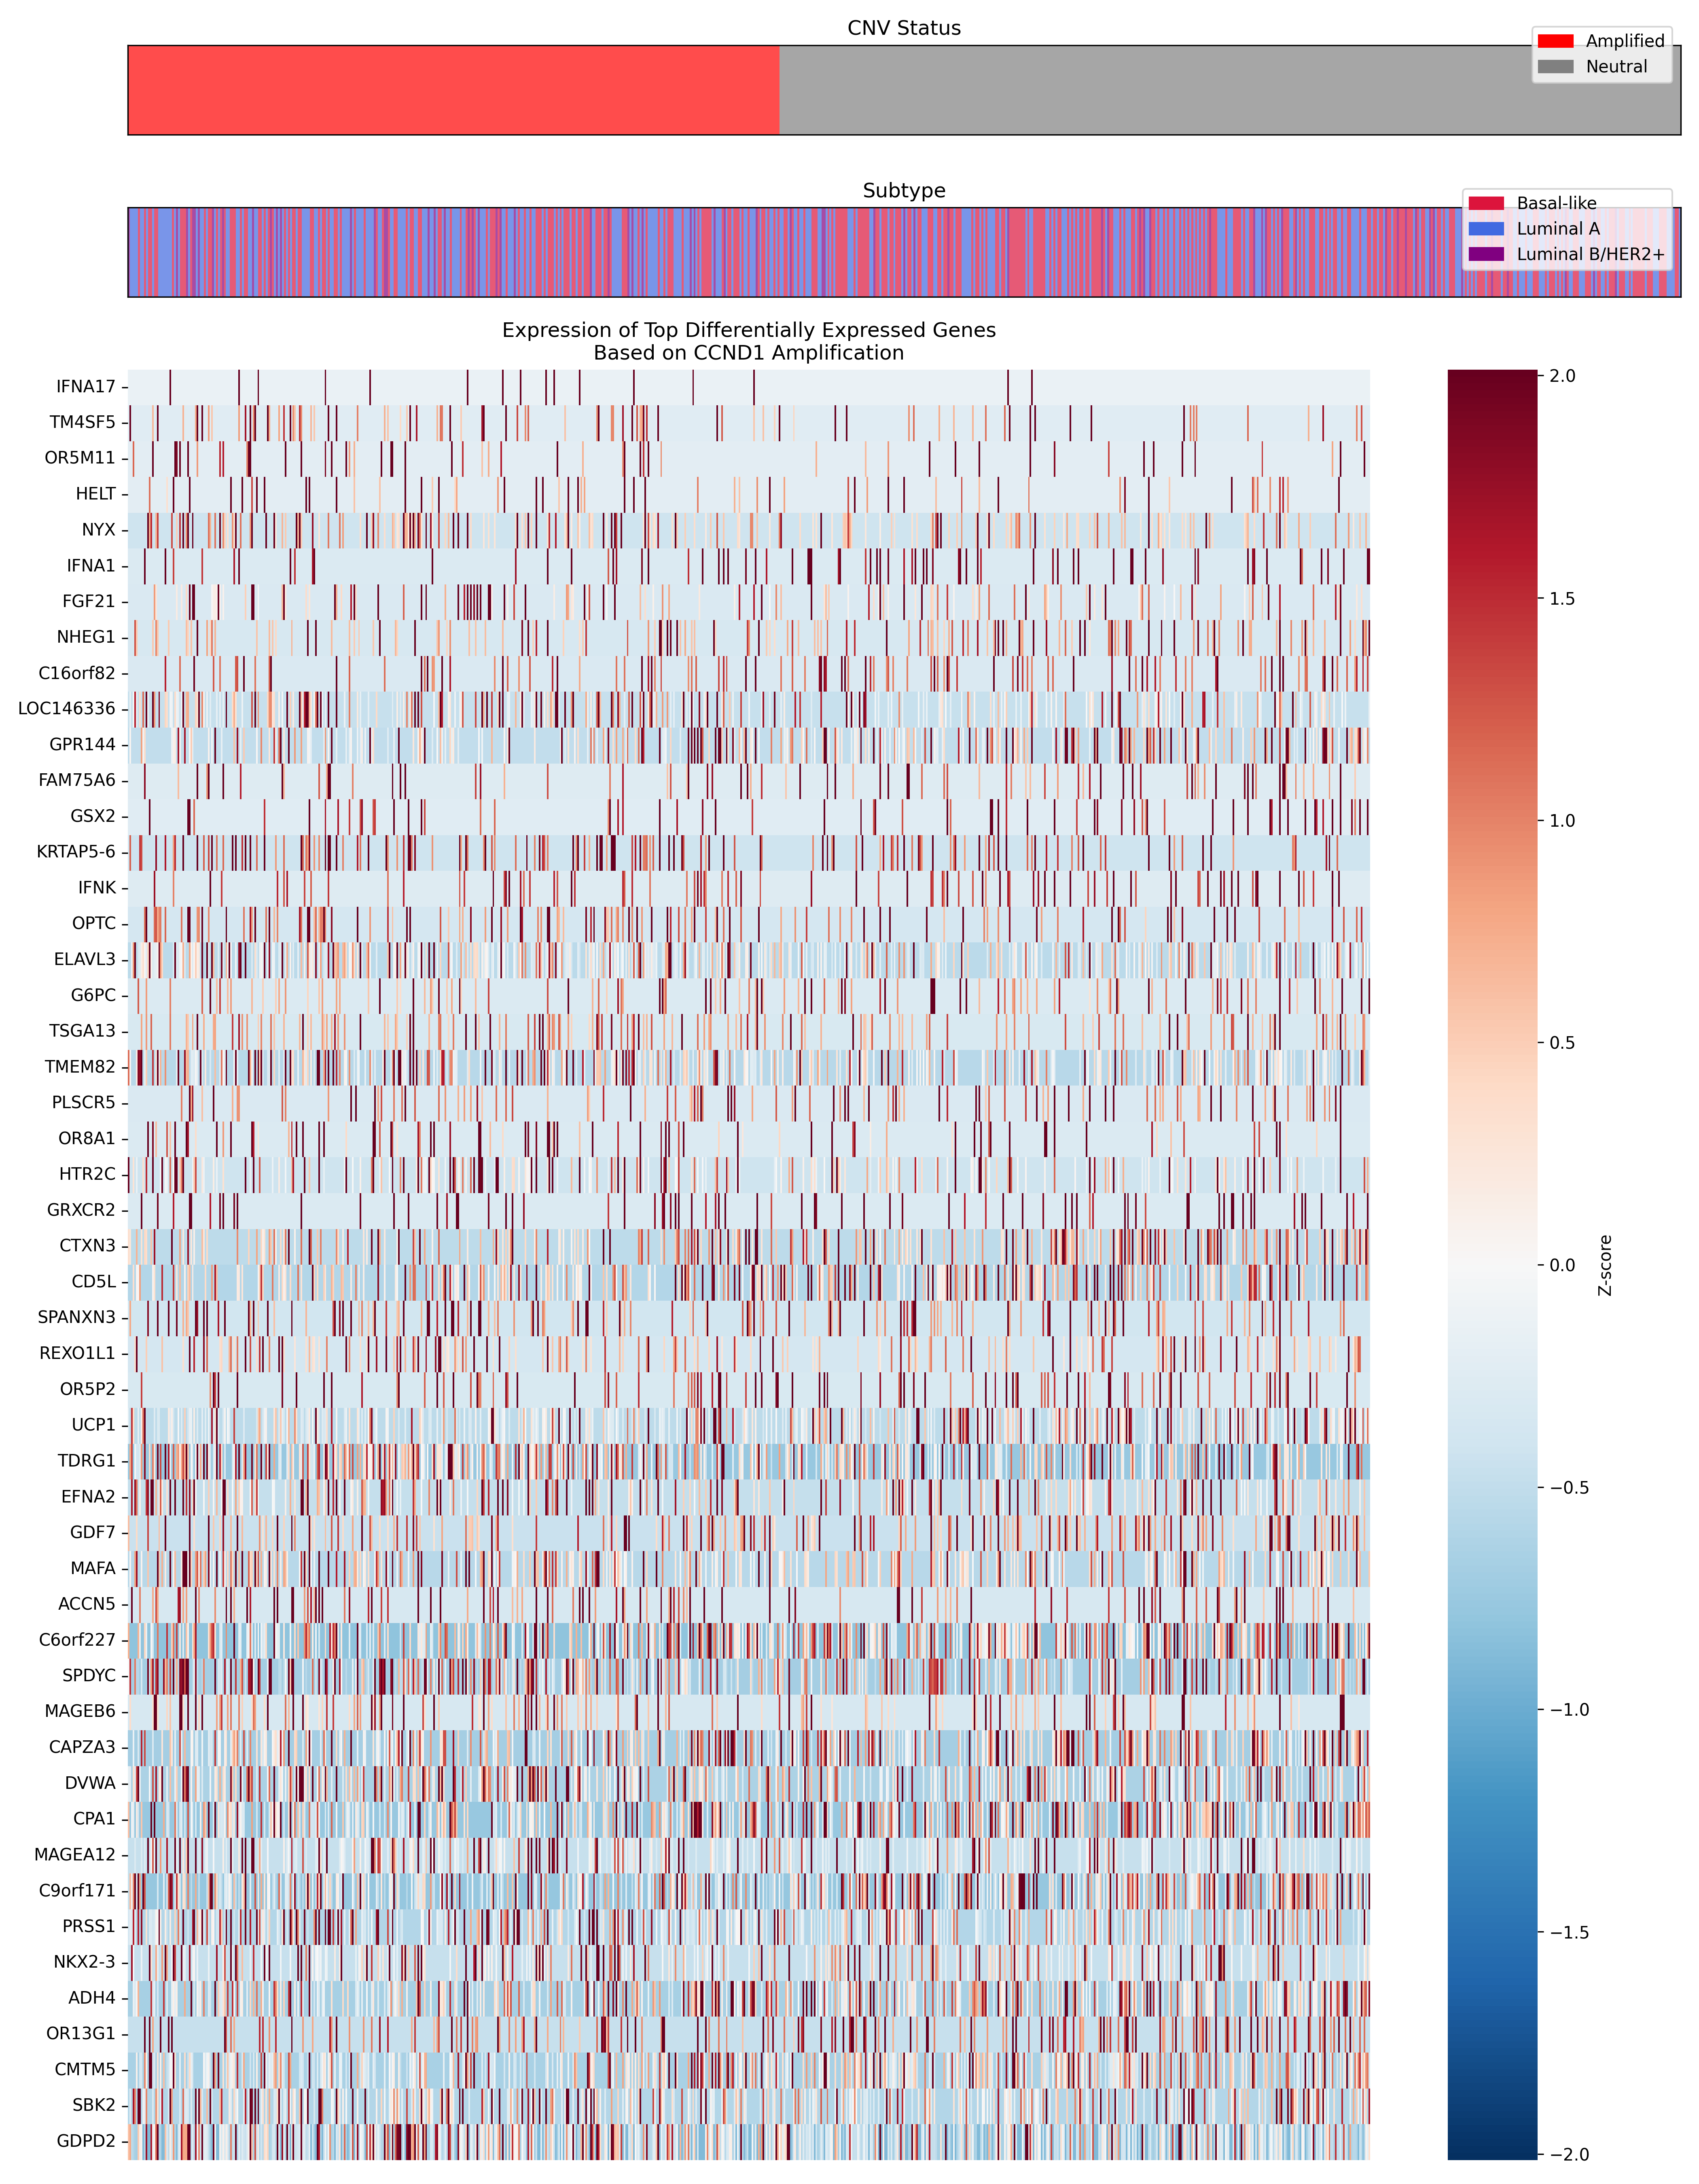 CNV Status
Amplified
Neutral
Subtype
Basal-like
Luminal A
Luminal B/HER2+
Expression of Top Differentially Expressed Genes
Based on CCND1 Amplification
IFNA17
TM4SF5
OR5M11
HELT
NYX
IFNA1
FGF21
NHEG1
C16orf82
LOC146336
GPR144
FAM75A6
GSX2
KRTAP5-6
IFNK
OPTC
ELAVL3
G6PC
TSGA13
TMEM82
PLSCR5
OR8A1
HTR2C
GRXCR2
CTXN3
CD5L
SPANXN3
REXO1L1
OR5P2
UCP1
TDRG1
EFNA2
GDF7
MAFA
ACCN5
C6orf227
SPDYC
MAGEB6
CAPZA3
DVWA
CPA1
MAGEA12
C9orf171
PRSS1
NKX2-3
ADH4
OR13G1
CMTM5
SBK2
GDPD2
2.0
1.5
1.0
0.5
0.0
−0.5
−1.0
−1.5
−2.0
Z-score